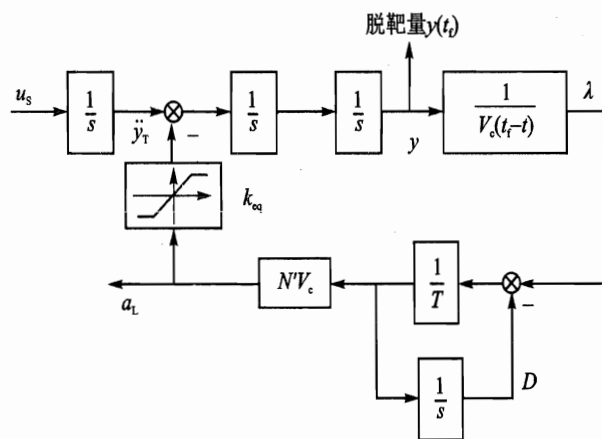 脱靶量y(t_f)
u_S
1/s
ÿ_T
−
1/s
1/s
y
1/(V_c(t_f−t))
λ
k_eq
a_L
N′V_c
1/T
−
1/s
D